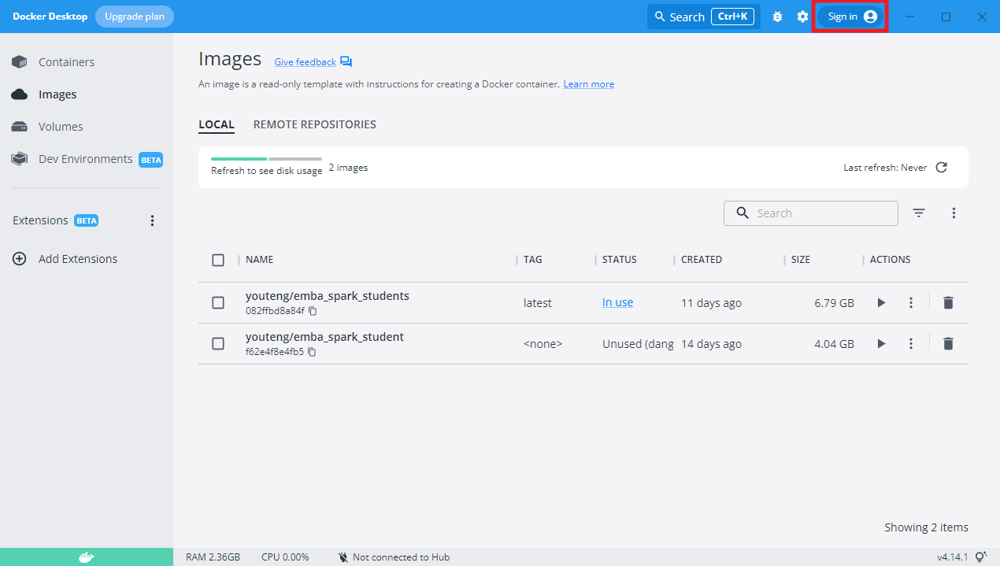 Docker Desktop Upgrade plan Search Ctrl+K Sign in
Containers
Images
Volumes
Dev Environments BETA
Extensions BETA
Add Extensions
Images Give feedback
An image is a read-only template with instructions for creating a Docker container. Learn more
LOCAL REMOTE REPOSITORIES
Refresh to see disk usage 2 images Last refresh: Never
Search
NAME TAG STATUS CREATED SIZE ACTIONS
youteng/emba_spark_students latest In use 11 days ago 6.79 GB
082ffbd8a84f
youteng/emba_spark_student <none> Unused (dang 14 days ago 4.04 GB
f62e4f8e4fb5
Showing 2 items
RAM 2.36GB CPU 0.00% Not connected to Hub v4.14.1